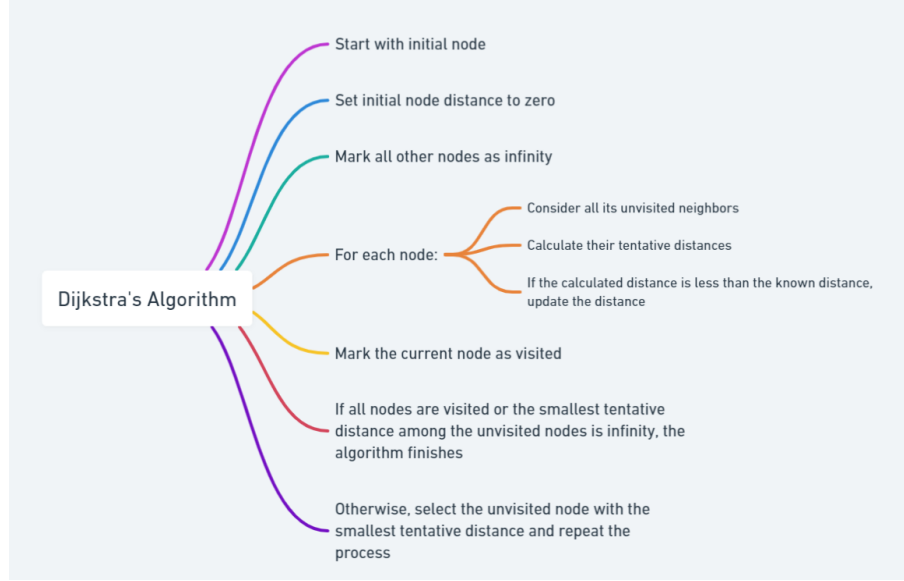 Start with initial node
Set initial node distance to zero
Mark all other nodes as infinity
Dijkstra's Algorithm
For each node:
Consider all its unvisited neighbors
Calculate their tentative distances
If the calculated distance is less than the known distance,
update the distance
Mark the current node as visited
If all nodes are visited or the smallest tentative
distance among the unvisited nodes is infinity, the
algorithm finishes
Otherwise, select the unvisited node with the
smallest tentative distance and repeat the
process